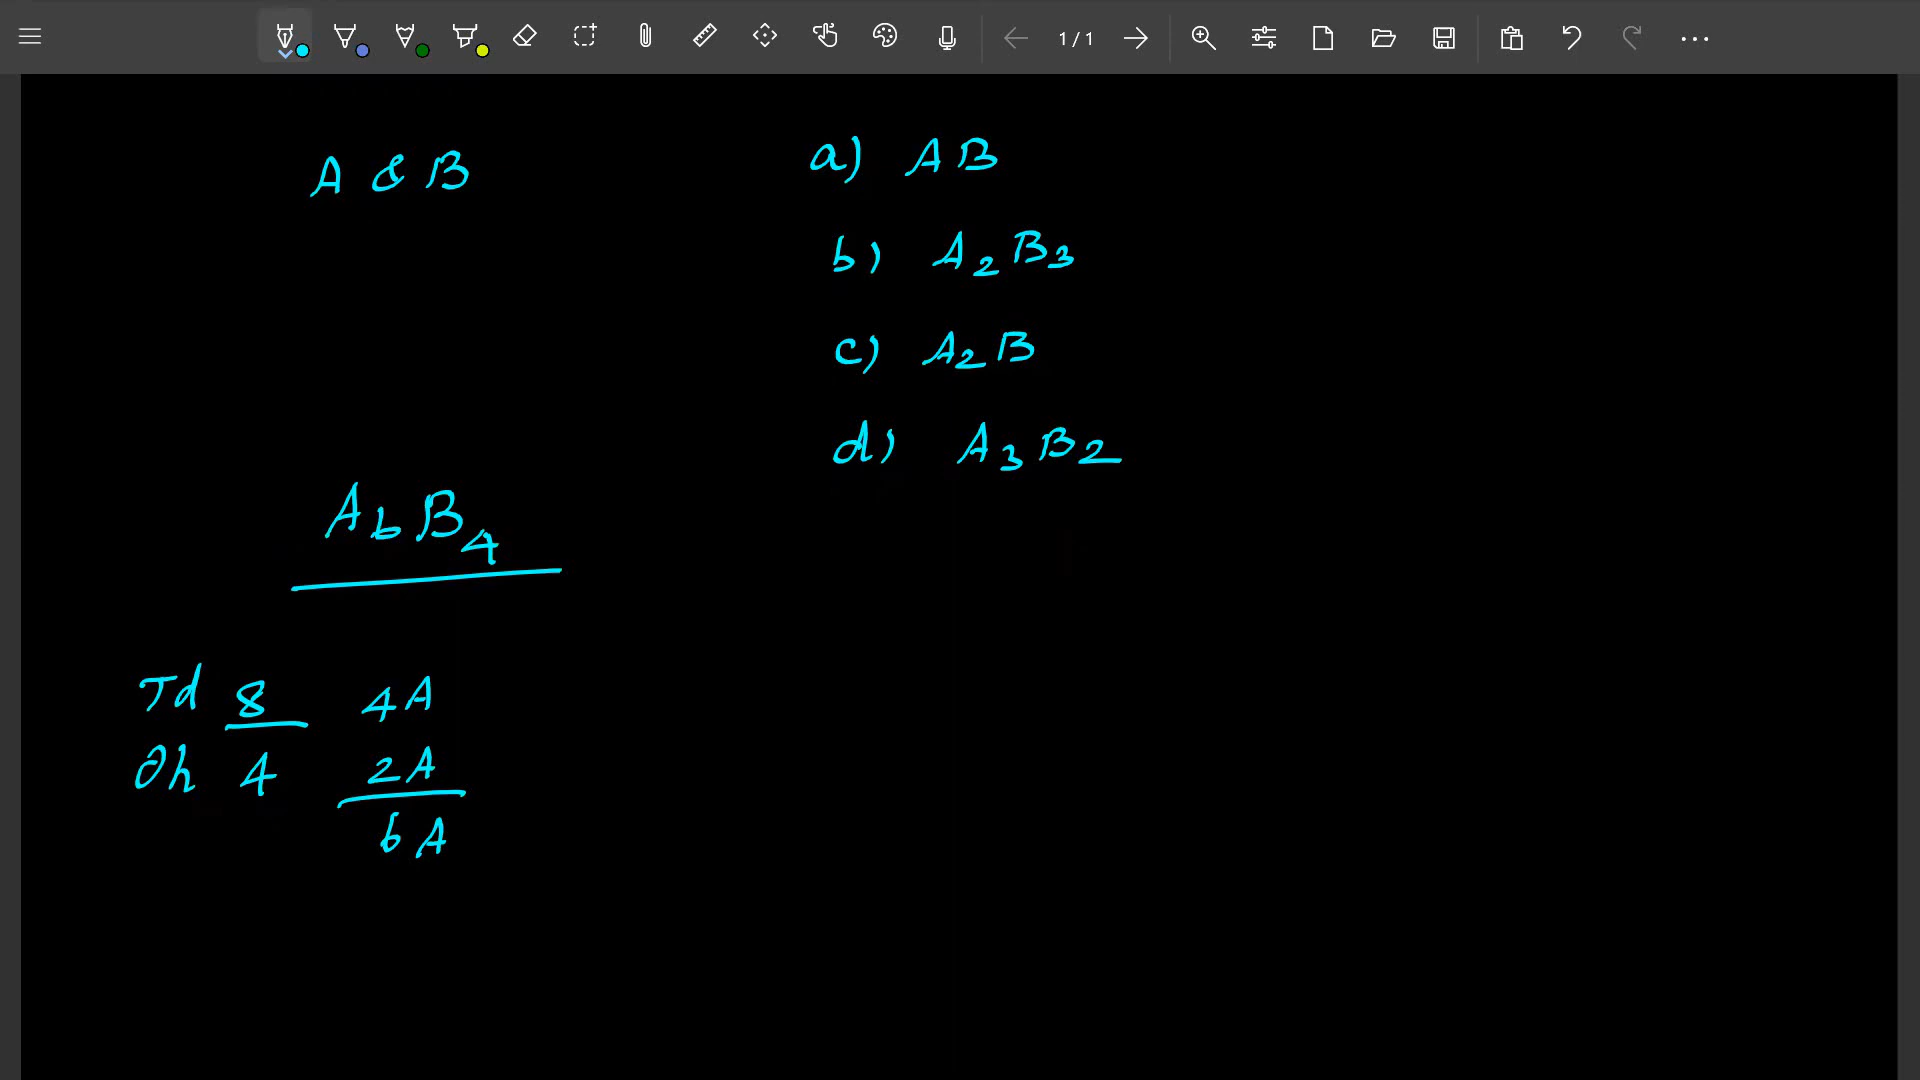 1 / 1
A & B
a) AB
b) A2B3
c) A2B
d) A3B2
A6B4
Td 8 4A
Oh 4 2A
6A